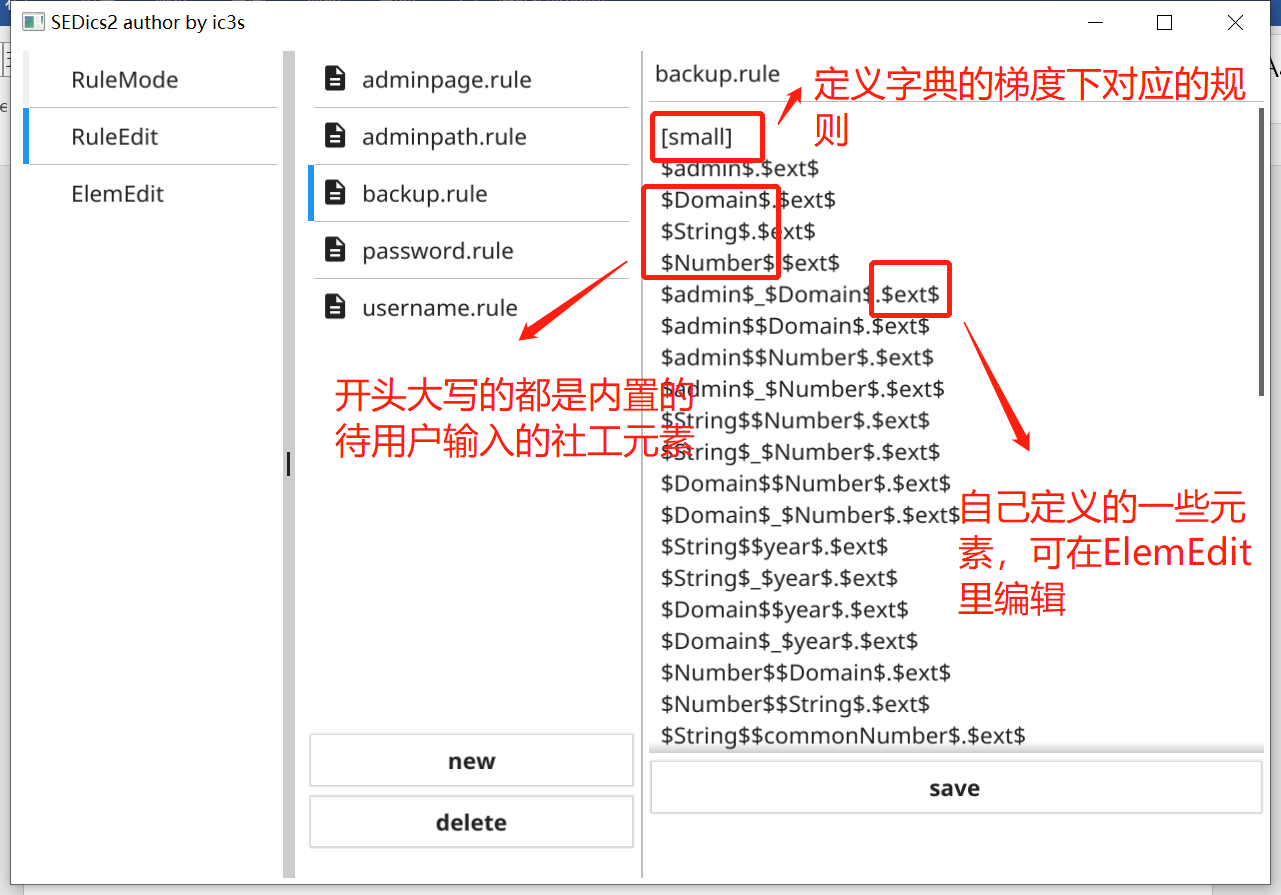 SEDics2 author by ic3s
RuleMode
RuleEdit
ElemEdit
adminpage.rule
adminpath.rule
backup.rule
password.rule
username.rule
开头大写的都是内置的
待用户输入的社工元素
new
delete
backup.rule
定义字典的梯度下对应的规
则
[small]
$admin$.$ext$
$Domain$.$ext$
$String$.$ext$
$Number$.$ext$
$admin$_$Domain$.$ext$
$admin$$Domain$.$ext$
$admin$$Number$.$ext$
$admin$_$Number$.$ext$
$String$$Number$.$ext$
$String$_$Number$.$ext$
$Domain$$Number$.$ext$
$Domain$_$Number$.$ext$
$String$$year$.$ext$
$String$_$year$.$ext$
$Domain$$year$.$ext$
$Domain$_$year$.$ext$
$Number$$Domain$.$ext$
$Number$$String$.$ext$
$String$$commonNumber$.$ext$
自己定义的一些元
素，可在ElemEdit
里编辑
save